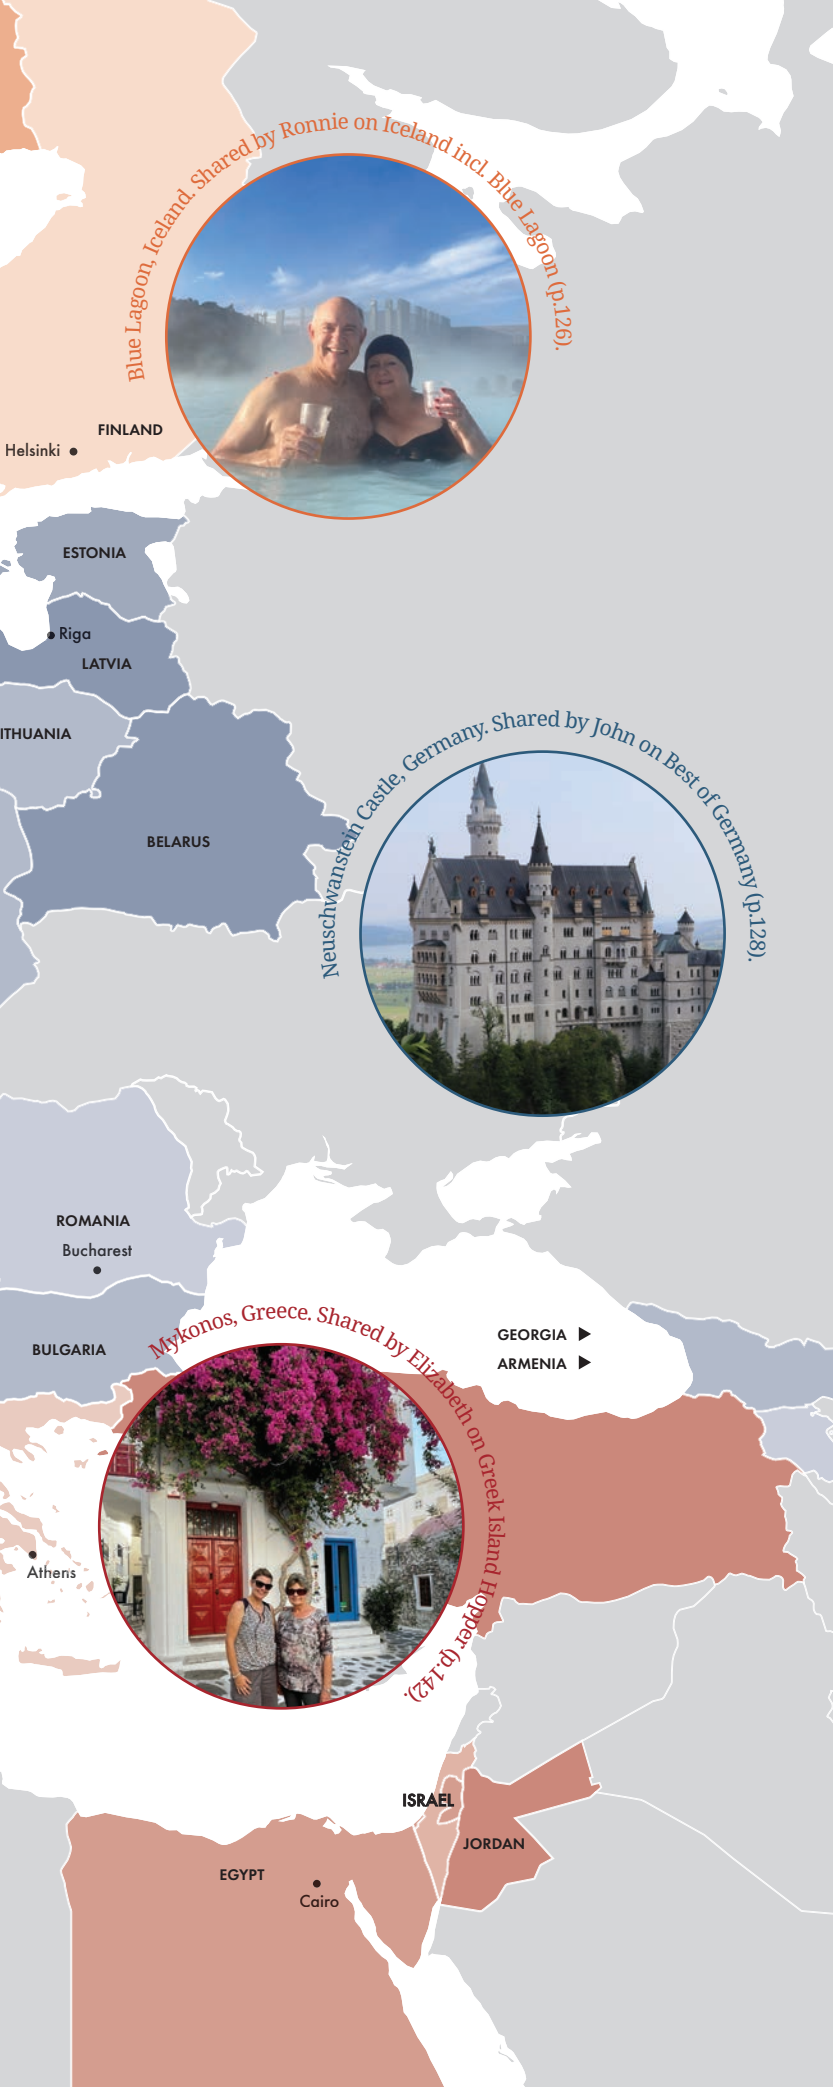 Blue Lagoon, Iceland. Shared by Ronnie on Iceland incl. Blue Lagoon (p.126).
FINLAND
Helsinki
ESTONIA
Riga
LATVIA
ITHUANIA
Neuschwanstein Castle, Germany. Shared by John on Best of Germany (p.128).
BELARUS
ROMANIA
Bucharest
Mykonos, Greece. Shared by Elizabeth on Greek Island Hopper (p.142).
GEORGIA
BULGARIA
ARMENIA
Athens
ISRAEL
JORDAN
EGYPT
Cairo